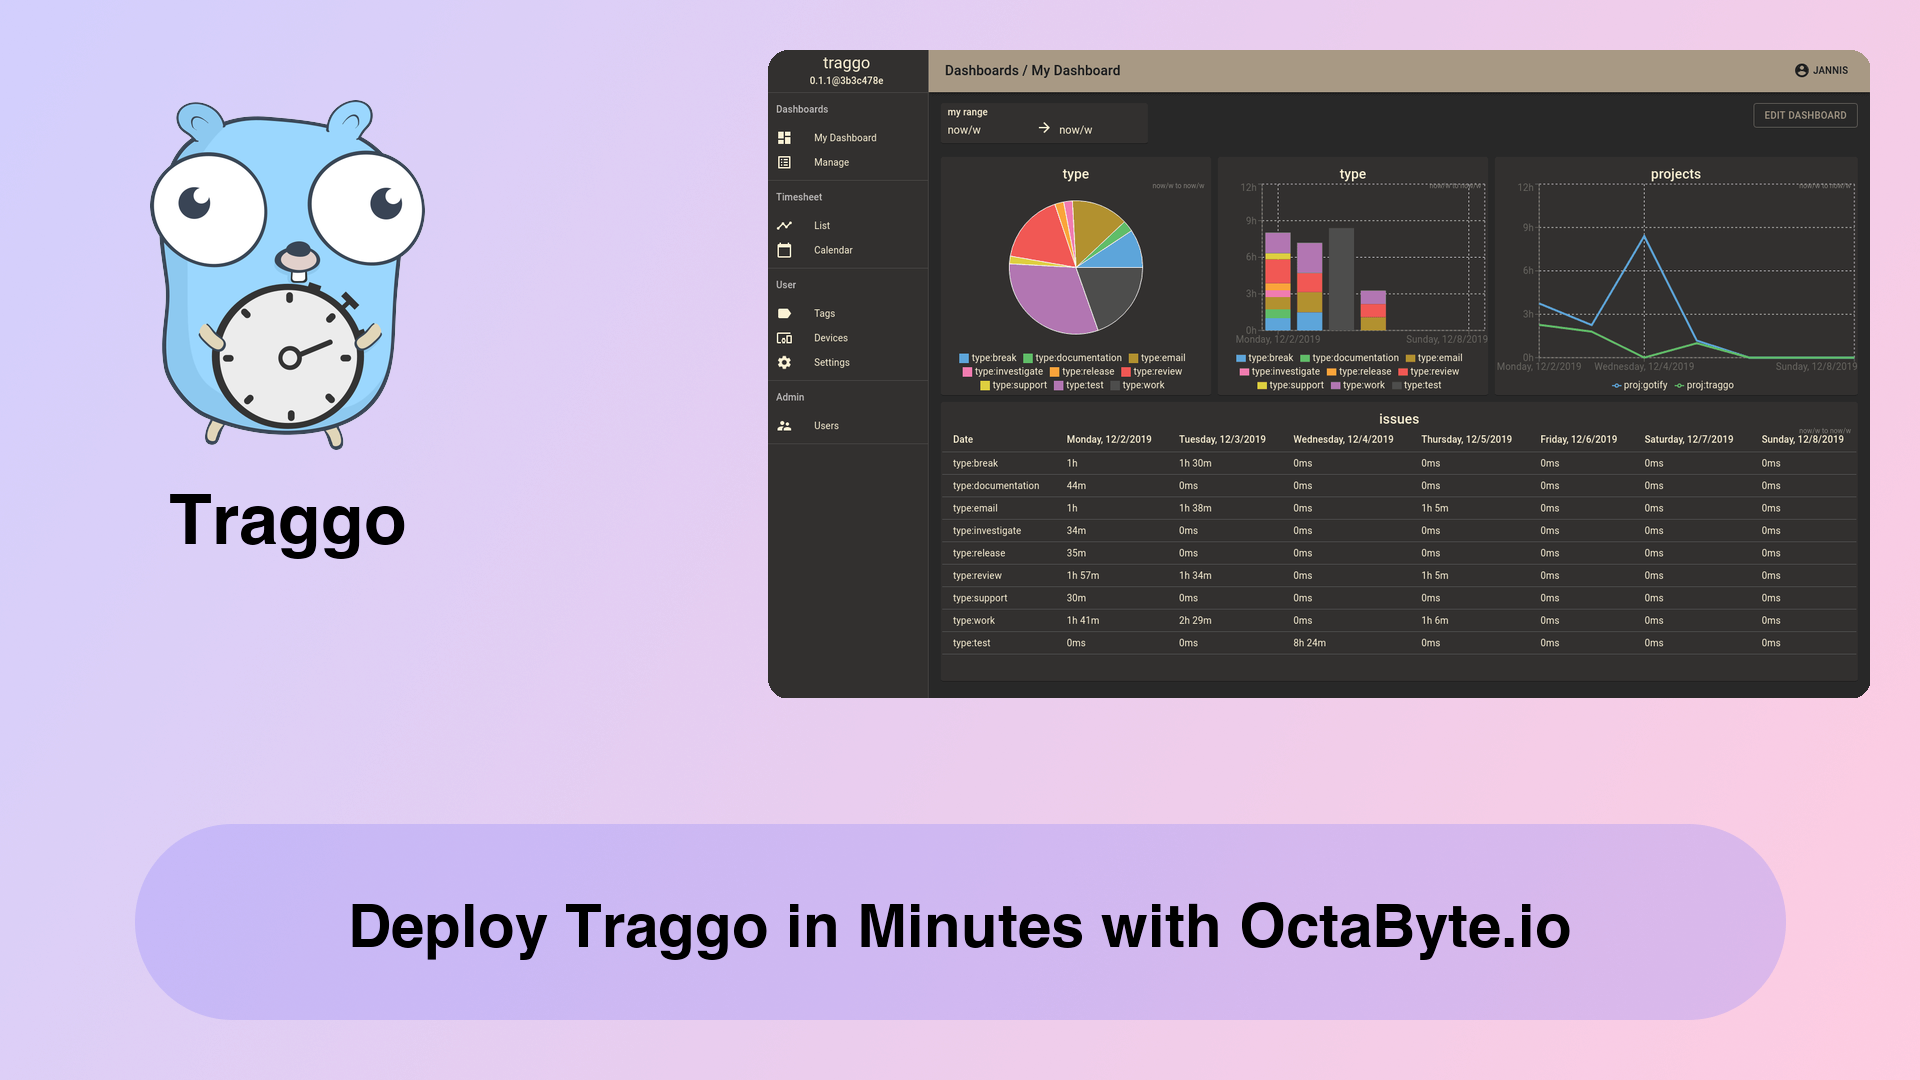 Traggo
traggo
0.1.1@3b3c478e
Dashboards
My Dashboard
Manage
Timesheet
List
Calendar
User
Tags
Devices
Settings
Admin
Users
Dashboards / My Dashboard
JANNIS
my range
now/w → now/w
EDIT DASHBOARD
type
now/w to now/w
type:break type:documentation type:email
type:investigate type:release type:review
type:support type:test type:work
type
now/w to now/w
12h
9h
6h
3h
0h
Monday, 12/2/2019 Sunday, 12/8/2019
type:break type:documentation type:email
type:investigate type:release type:review
type:support type:work type:test
projects
now/w to now/w
12h
9h
6h
3h
0h
Monday, 12/2/2019 Wednesday, 12/4/2019 Sunday, 12/8/2019
proj:gotify proj:traggo
issues
now/w to now/w
Date Monday, 12/2/2019 Tuesday, 12/3/2019 Wednesday, 12/4/2019 Thursday, 12/5/2019 Friday, 12/6/2019 Saturday, 12/7/2019 Sunday, 12/8/2019
type:break 1h 1h 30m 0ms 0ms 0ms 0ms 0ms
type:documentation 44m 0ms 0ms 0ms 0ms 0ms 0ms
type:email 1h 1h 38m 0ms 1h 5m 0ms 0ms 0ms
type:investigate 34m 0ms 0ms 0ms 0ms 0ms 0ms
type:release 35m 0ms 0ms 0ms 0ms 0ms 0ms
type:review 1h 57m 1h 34m 0ms 1h 5m 0ms 0ms 0ms
type:support 30m 0ms 0ms 0ms 0ms 0ms 0ms
type:work 1h 41m 2h 29m 0ms 1h 6m 0ms 0ms 0ms
type:test 0ms 0ms 8h 24m 0ms 0ms 0ms 0ms
Deploy Traggo in Minutes with OctaByte.io